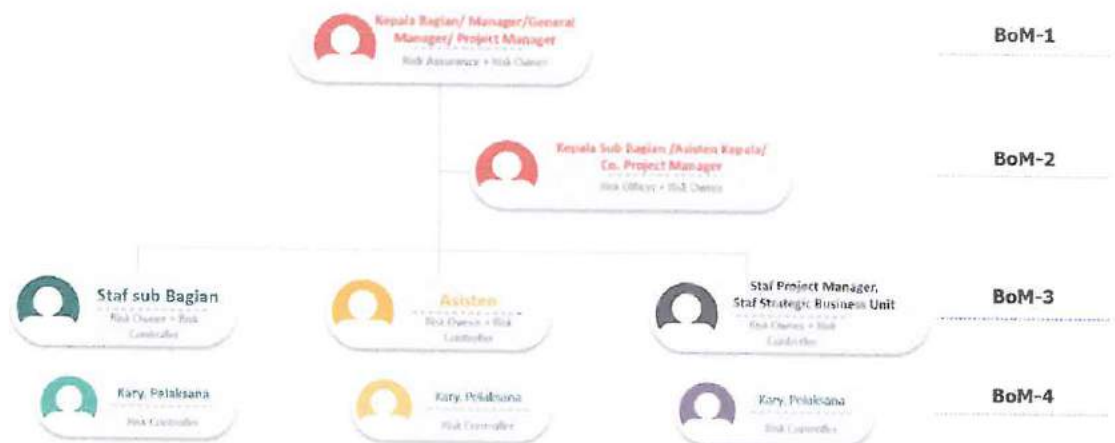 Kepala Bagian/ Manager/General
Manager/ Project Manager
Risk Assurance + Risk Owner
BoM-1
Kepala Sub Bagian /Asisten Kepala/
Co. Project Manager
Risk Officer + Risk Owner
BoM-2
Staf sub Bagian
Risk Owner + Risk
Controller
Asisten
Risk Owner + Risk
Controller
Staf Project Manager,
Staf Strategic Business Unit
Risk Owner + Risk
Controller
BoM-3
Kary. Pelaksana
Risk Controller
Kary. Pelaksana
Risk Controller
Kary. Pelaksana
Risk Controller
BoM-4